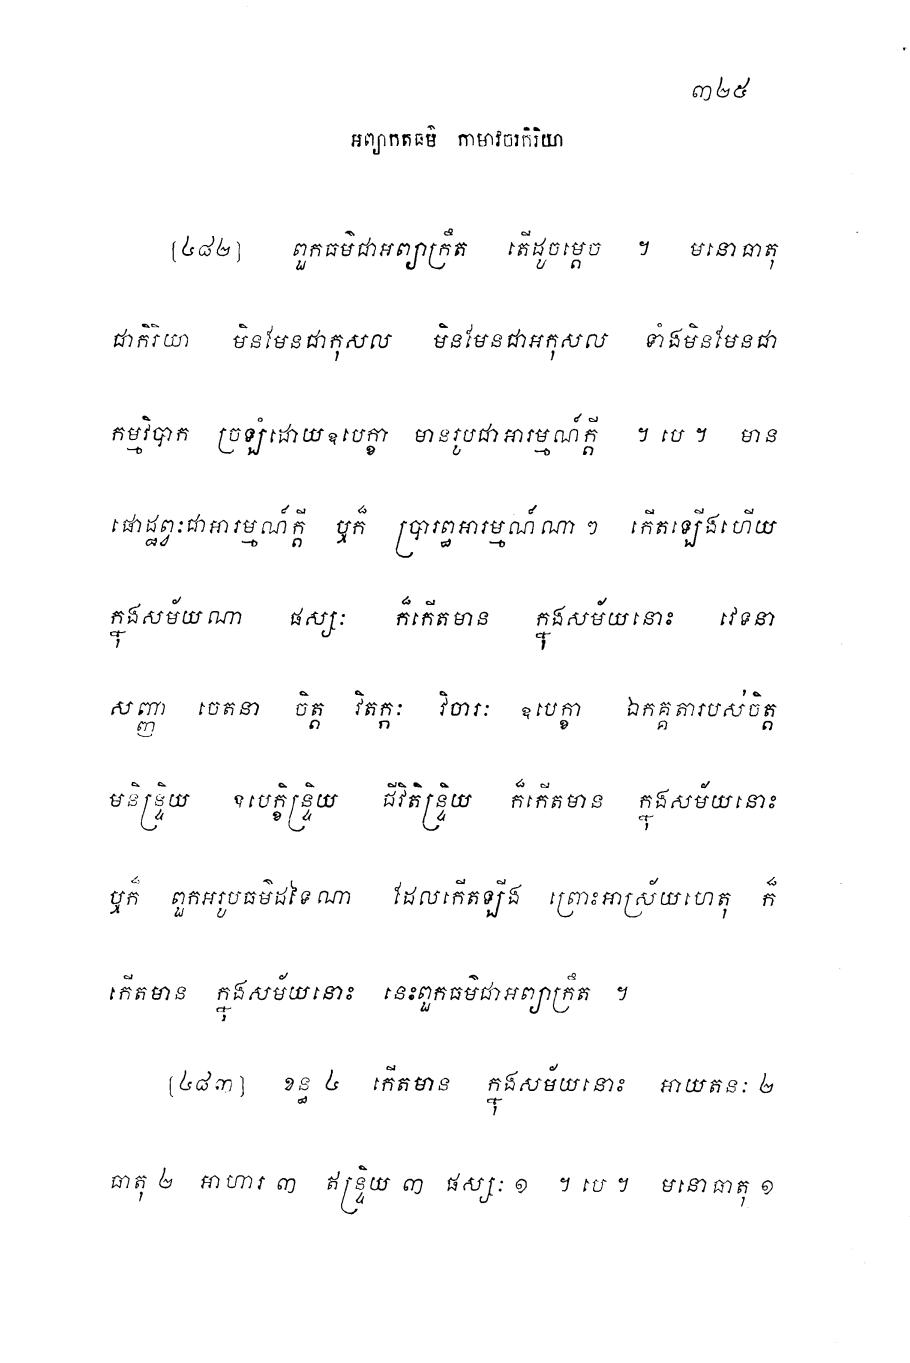 ៣២៥
អព្យាកតធម៌ កាមាវចរកិរិយា
[៤៨២] ពួកធម៌ជាអព្យាក្រឹត តើដូចម្តេច ។ មនោធាតុ
ជាកិរិយា មិនមែនជាកុសល មិនមែនជាអកុសល ទាំងមិនមែនជា
កម្មវិបាក ច្រឡំដោយឧបេក្ខា មានរូបជាអារម្មណ៍ក្តី ។ បេ ។ មាន
ផោដ្ឋព្វៈជាអារម្មណ៍ក្តី ឬក៏ ប្រារព្ធអារម្មណ៍ណា ៗ កើតឡើងហើយ
ក្នុងសម័យណា ផស្សៈ ក៏កើតមាន ក្នុងសម័យនោះ វេទនា
សញ្ញា ចេតនា ចិត្ត វិតក្កៈ វិចារៈ ឧបេក្ខា ឯកគ្គតារបស់ចិត្ត
មនិន្ទ្រិយ ឧបេក្ខិន្ទ្រិយ ជីវិតិន្ទ្រិយ ក៏កើតមាន ក្នុងសម័យនោះ
ឬក៏ ពួកអរូបធម៌ដទៃណា ដែលកើតឡើង ព្រោះអាស្រ័យហេតុ ក៏
កើតមាន ក្នុងសម័យនោះ នេះពួកធម៌ជាអព្យាក្រឹត ។
[៤៨៣] ខន្ធ ៤ កើតមាន ក្នុងសម័យនោះ អាយតនៈ ២
ធាតុ ២ អាហារ ៣ ឥន្ទ្រិយ ៣ ផស្សៈ ១ ។ បេ ។ មនោធាតុ ១